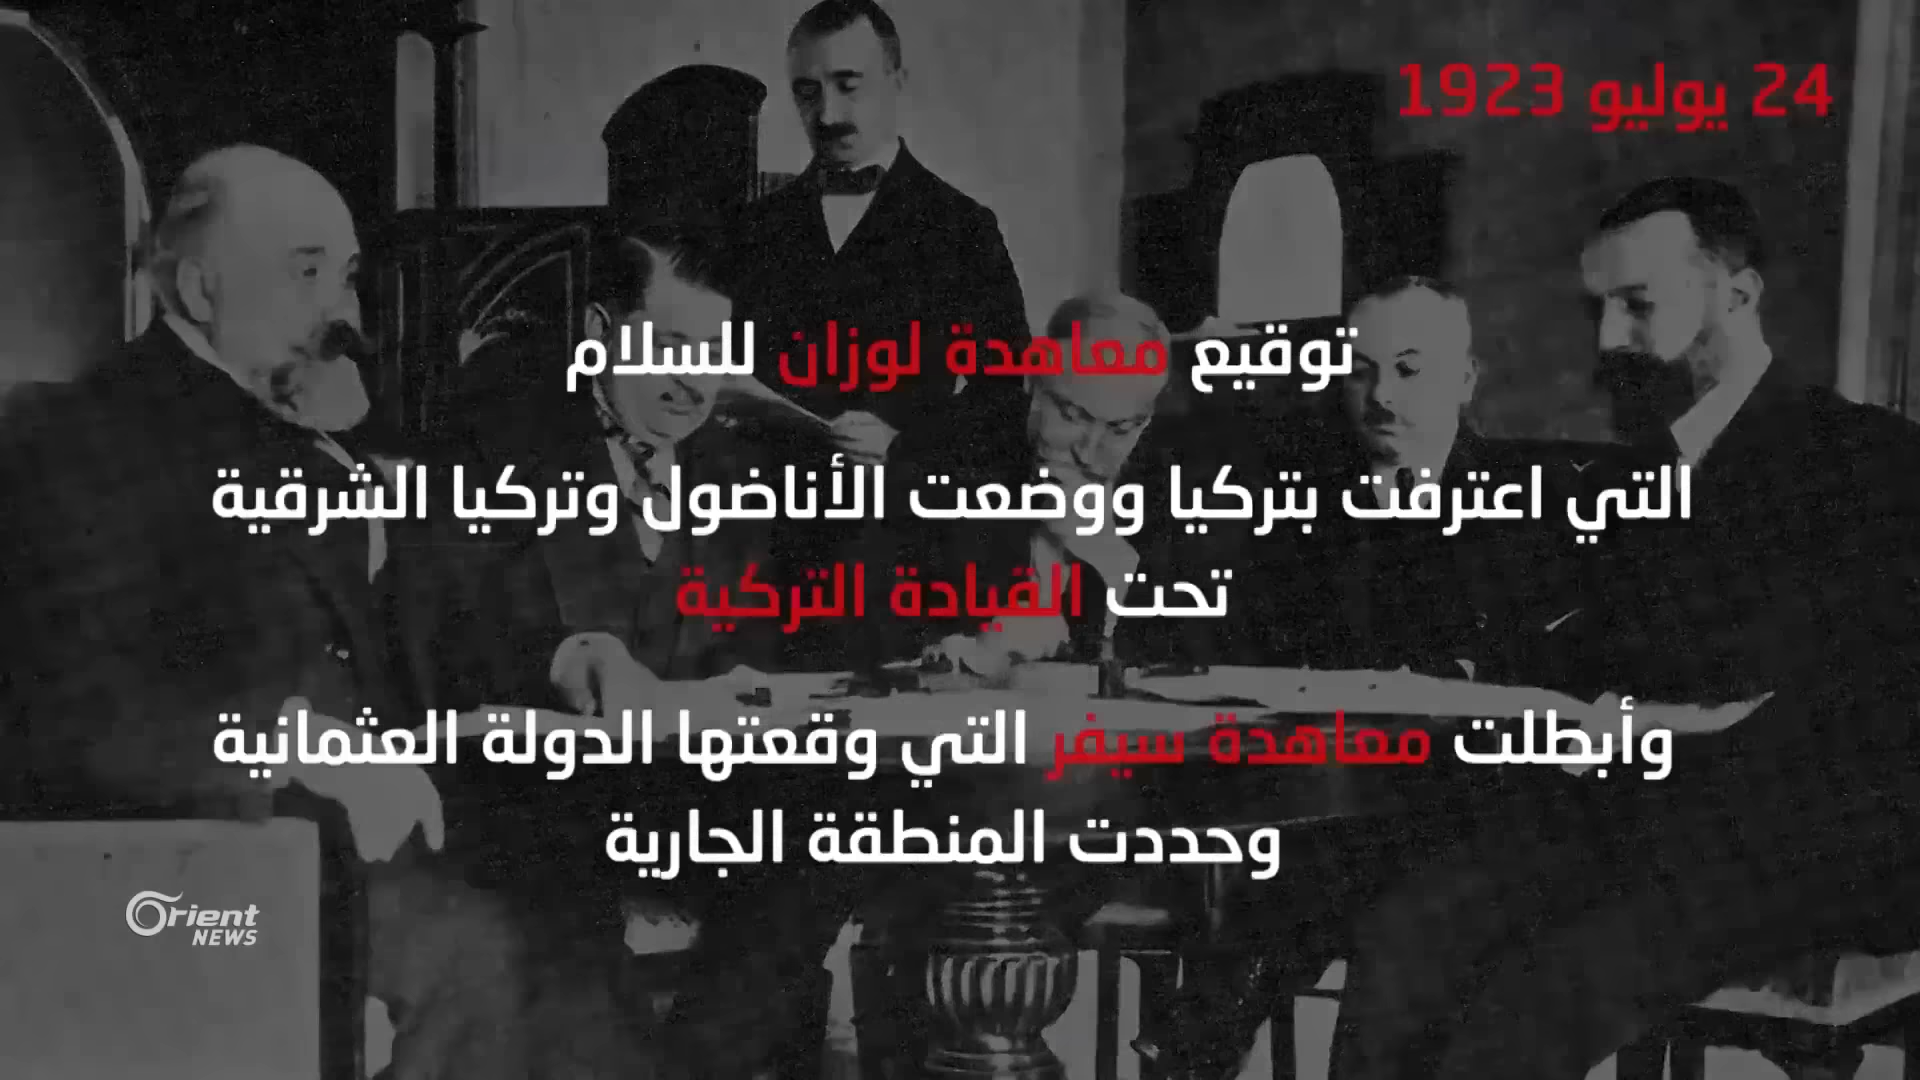 24 يوليو 1923
توقيع معاهدة لوزان للسلام
التي اعترفت بتركيا ووضعت الأناضول وتركيا الشرقية
تحت القيادة التركية
وأبطلت معاهدة سيفر التي وقعتها الدولة العثمانية
وحددت المنطقة الجارية
Orient
NEWS